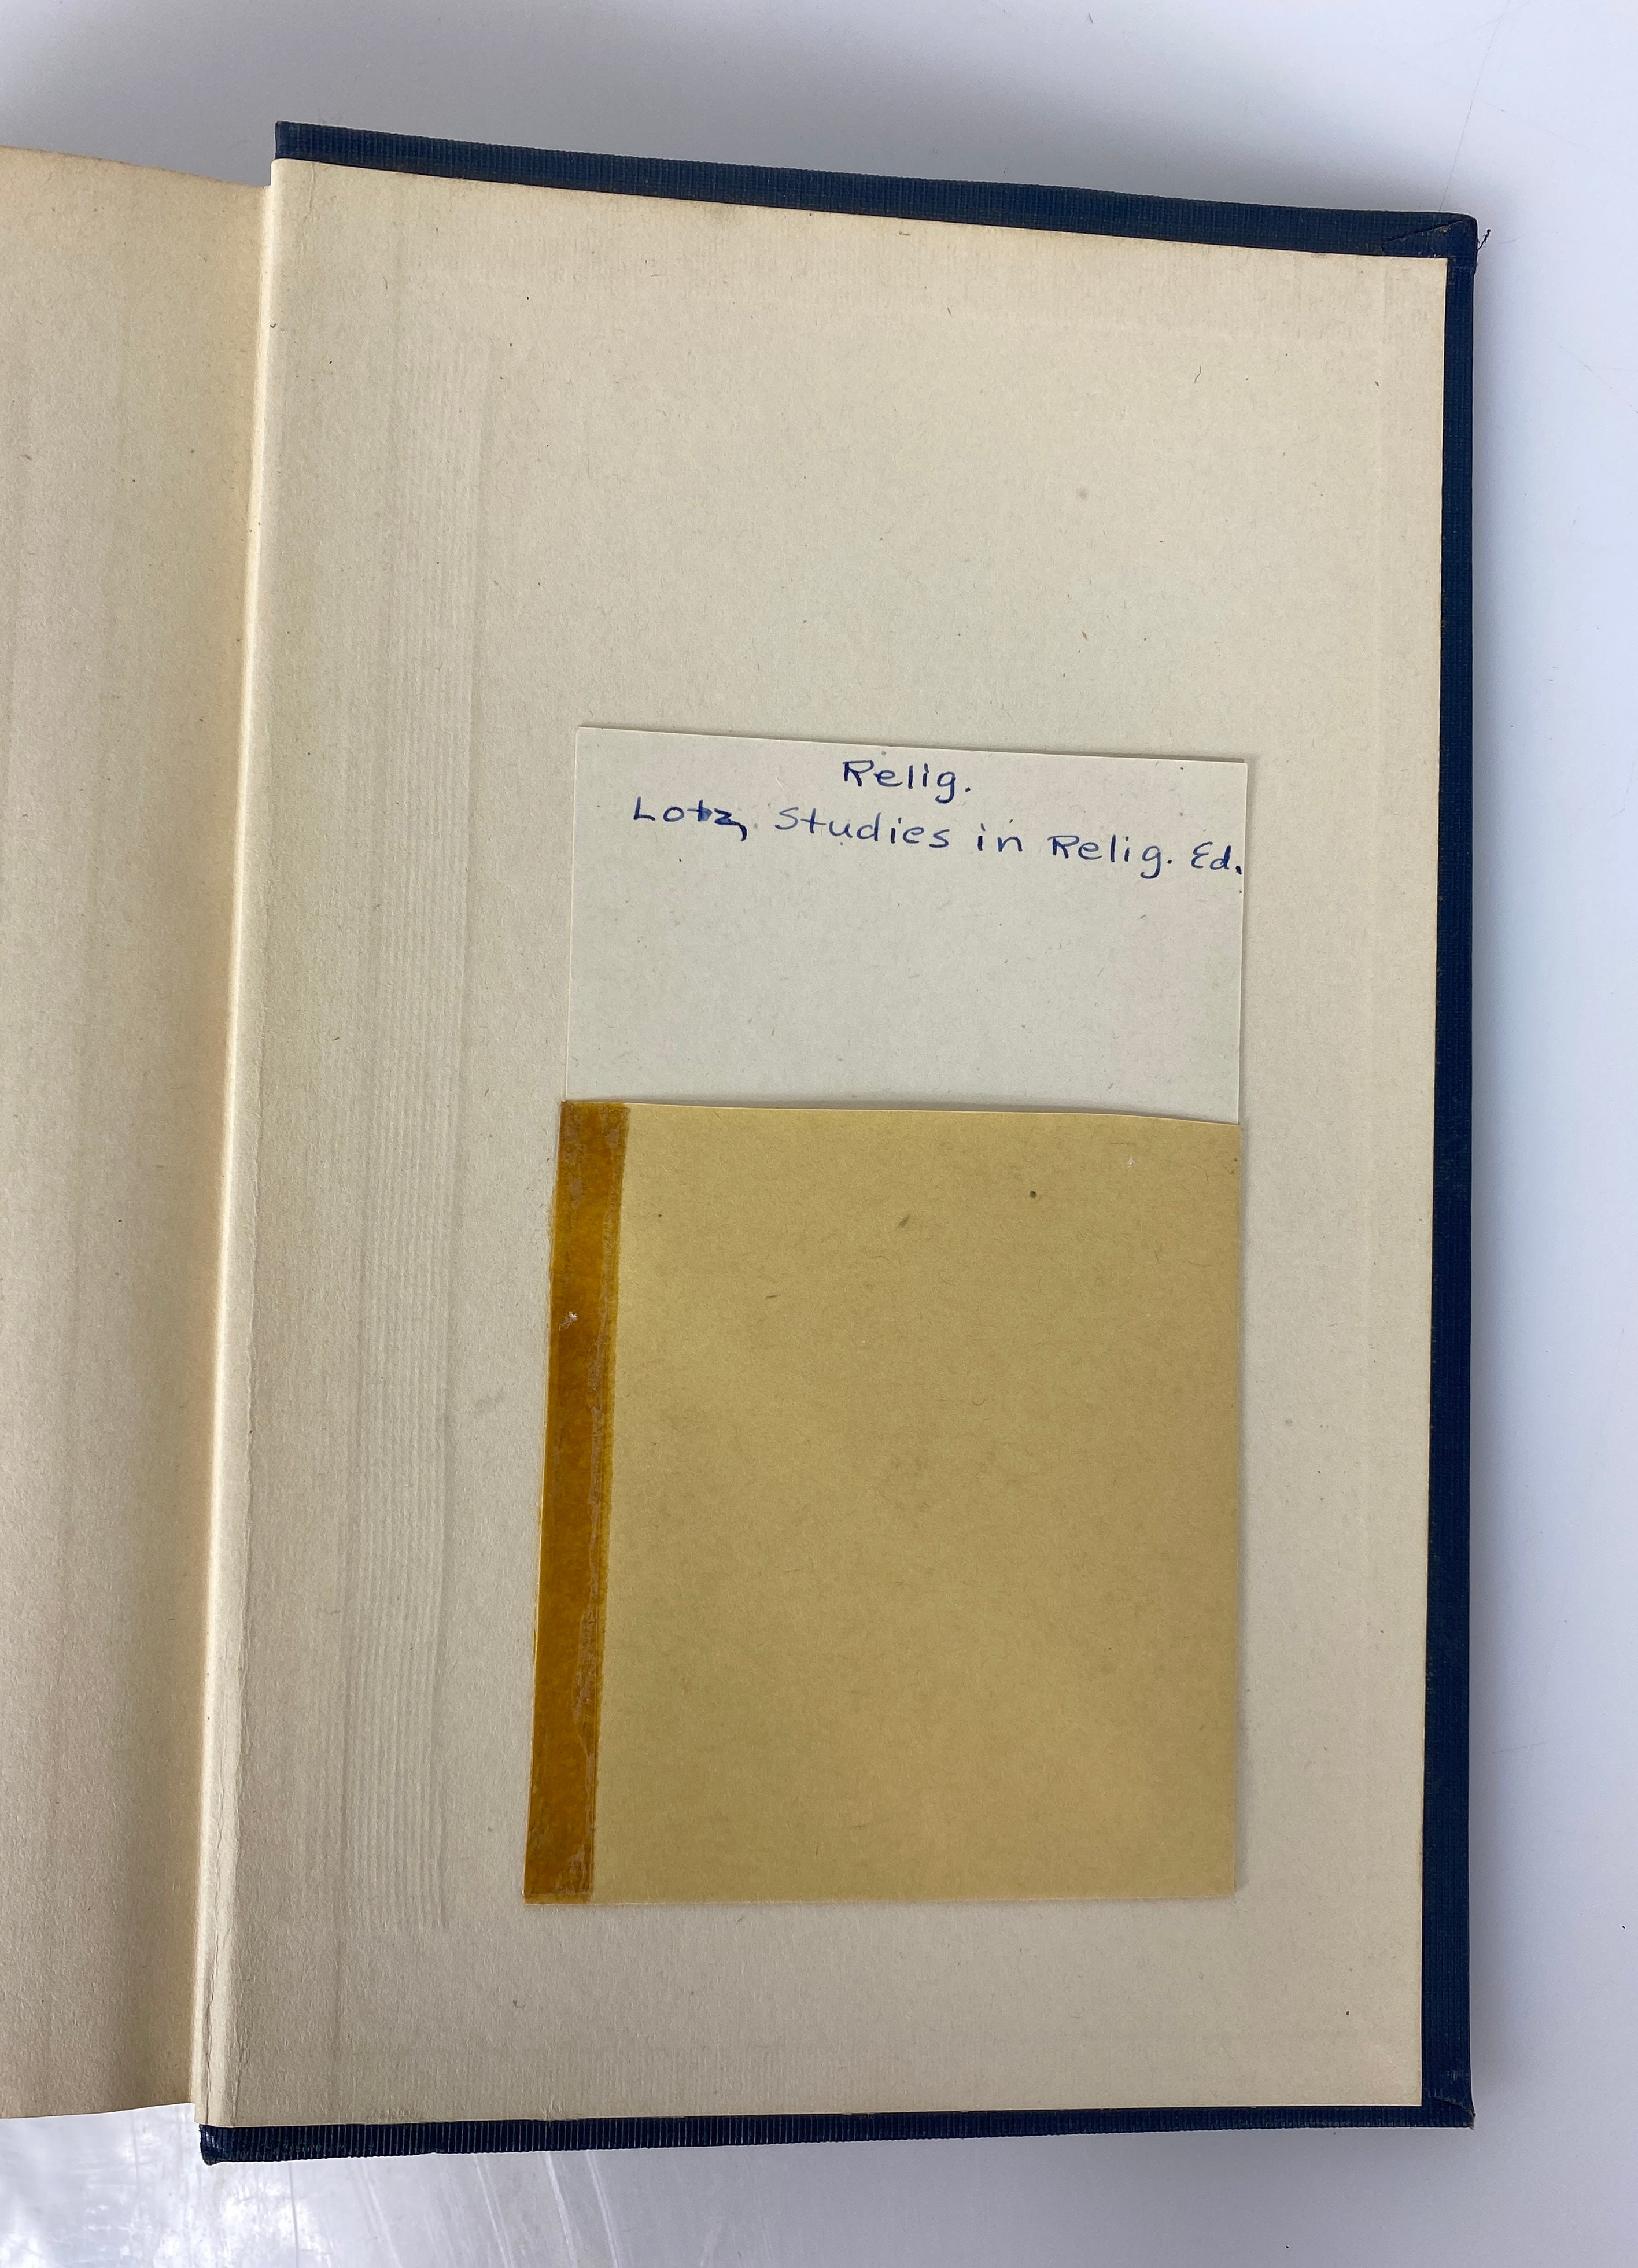 Relig.
Lotz, Studies in Relig. Ed.